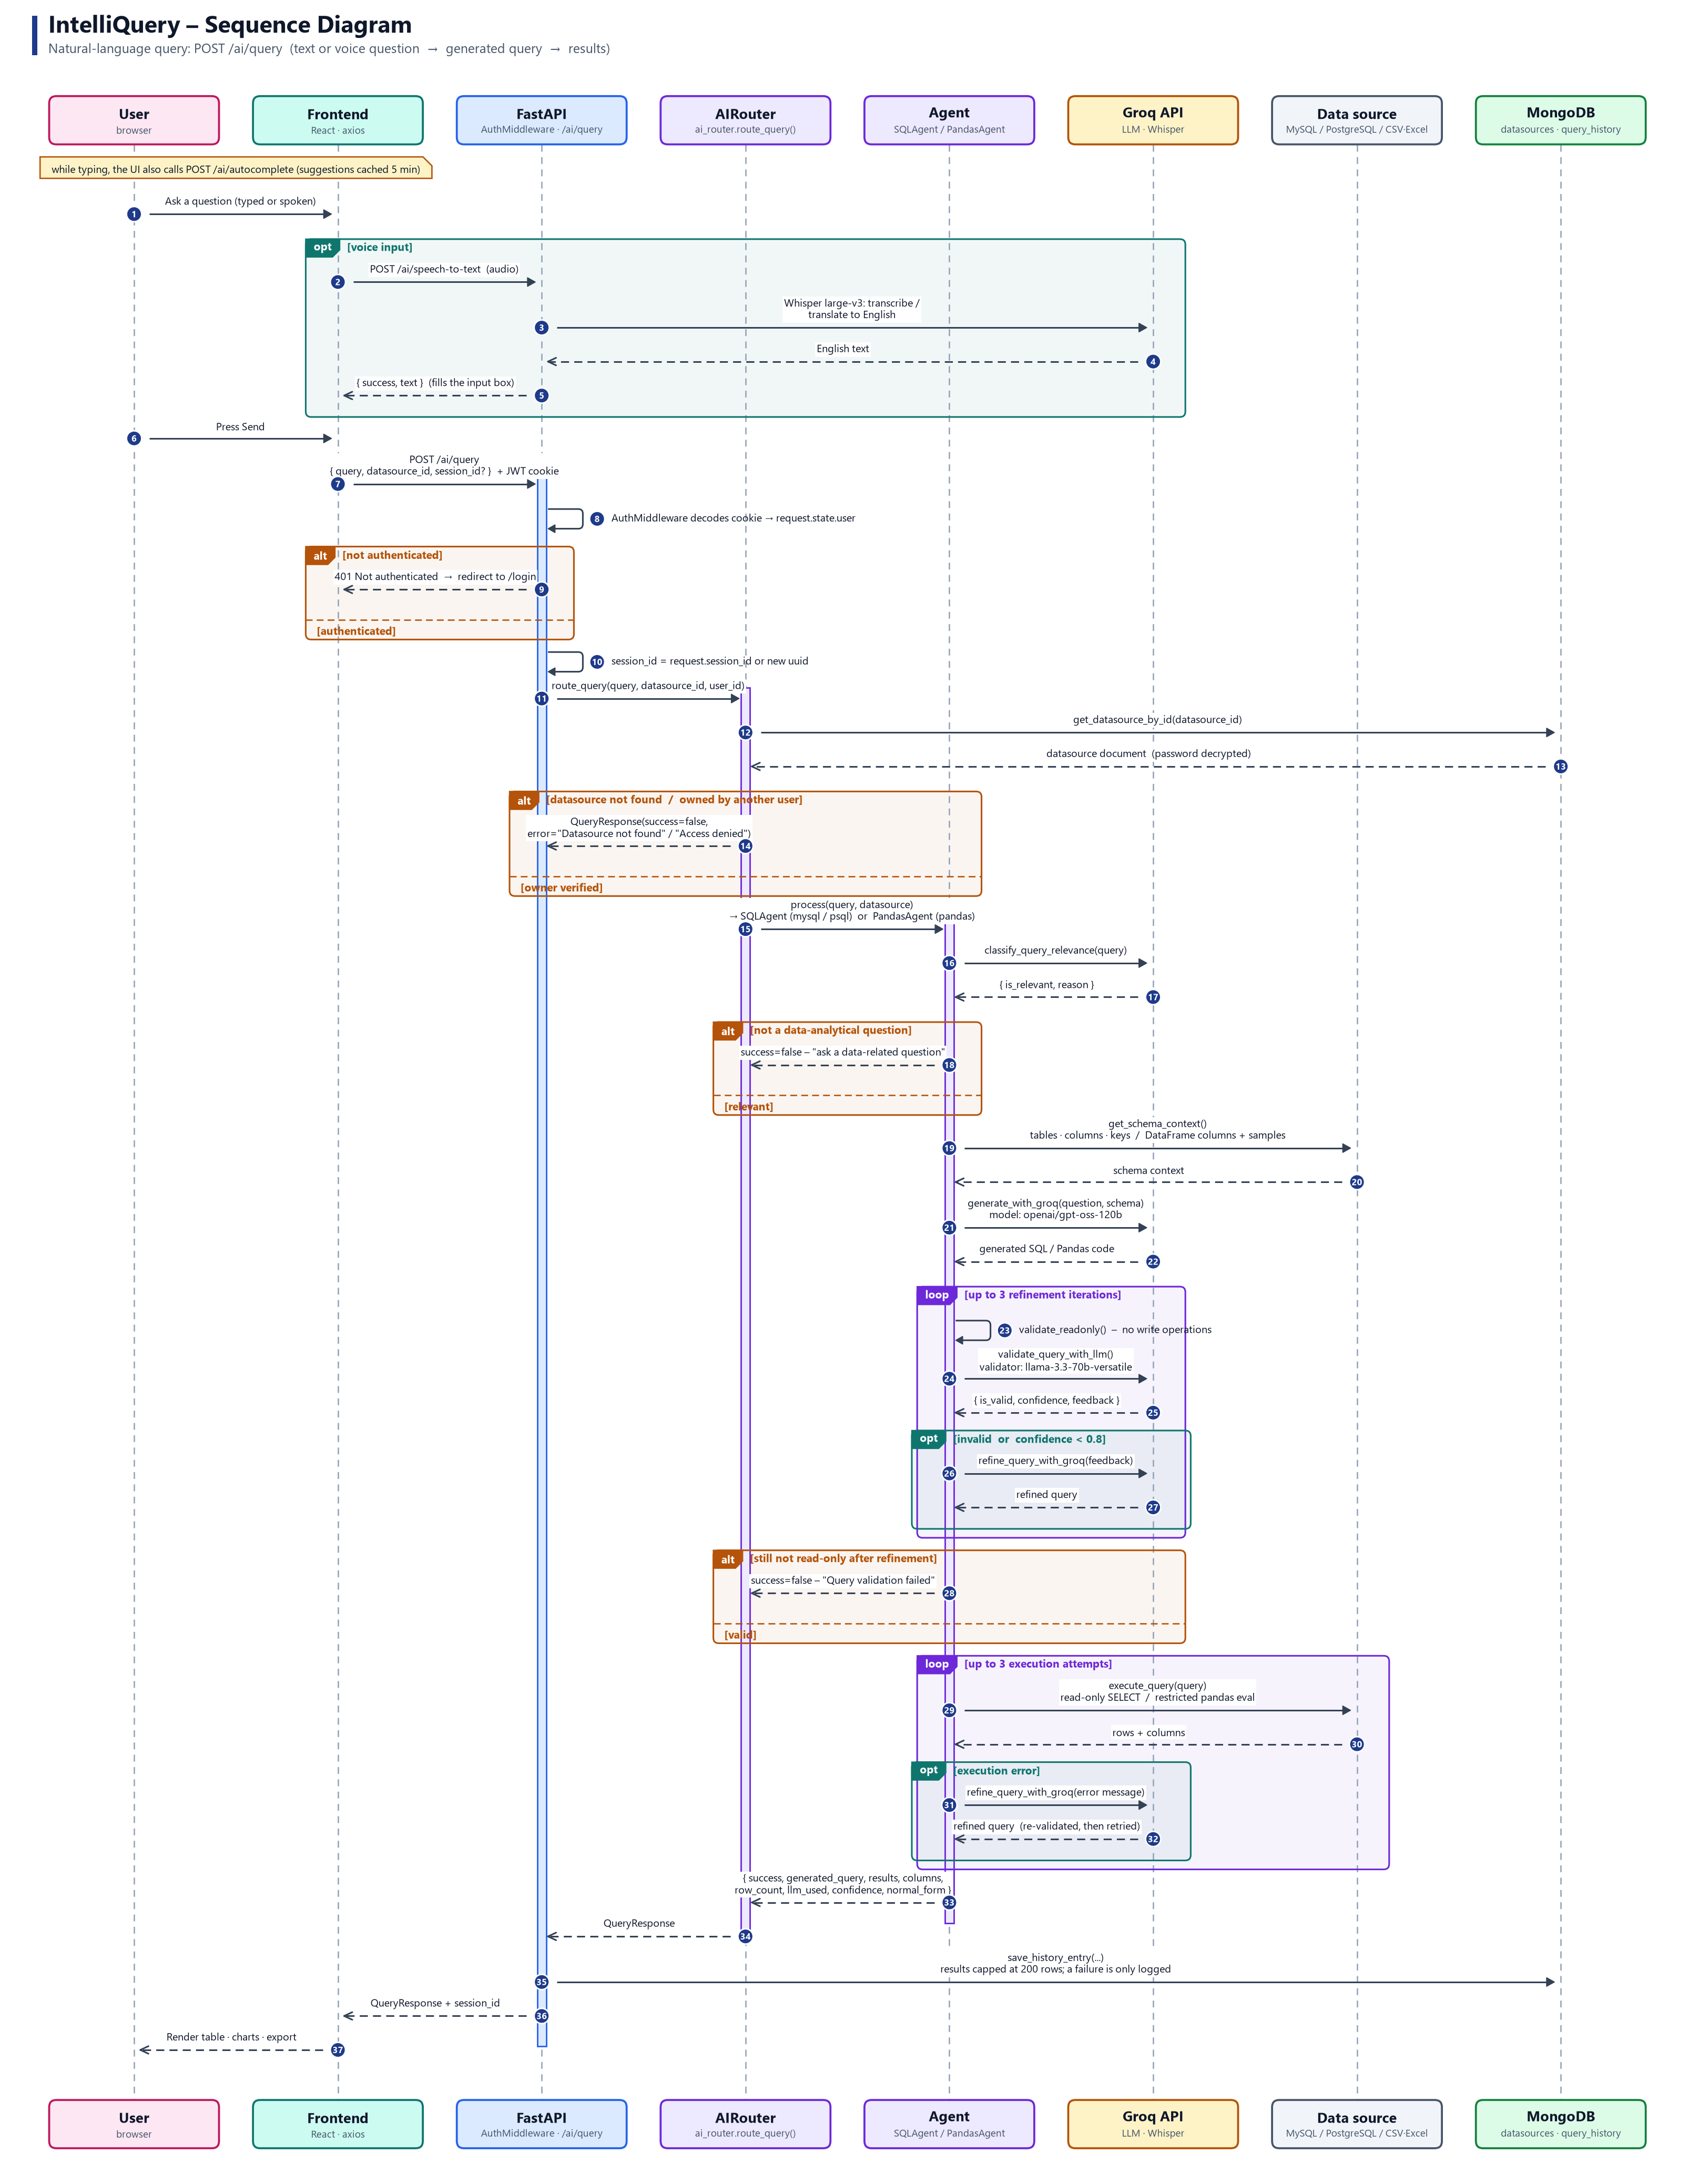 IntelliQuery – Sequence Diagram
Natural-language query: POST /ai/query (text or voice question → generated query → results)
User
browser
Frontend
React · axios
FastAPI
AuthMiddleware · /ai/query
AIRouter
ai_router.route_query()
Agent
SQLAgent / PandasAgent
Groq API
LLM · Whisper
Data source
MySQL / PostgreSQL / CSV·Excel
MongoDB
datasources · query_history
while typing, the UI also calls POST /ai/autocomplete (suggestions cached 5 min)
Ask a question (typed or spoken)
1
opt [voice input]
POST /ai/speech-to-text (audio)
2
Whisper large-v3: transcribe /
translate to English
3
English text
4
{ success, text } (fills the input box)
5
Press Send
6
POST /ai/query
{ query, datasource_id, session_id? } + JWT cookie
7
8 AuthMiddleware decodes cookie → request.state.user
alt [not authenticated]
401 Not authenticated → redirect to /login
9
[authenticated]
10 session_id = request.session_id or new uuid
route_query(query, datasource_id, user_id)
11
get_datasource_by_id(datasource_id)
12
datasource document (password decrypted)
13
alt [datasource not found / owned by another user]
QueryResponse(success=false,
error="Datasource not found" / "Access denied")
14
[owner verified]
process(query, datasource)
→ SQLAgent (mysql / psql) or PandasAgent (pandas)
15
classify_query_relevance(query)
16
{ is_relevant, reason }
17
alt [not a data-analytical question]
success=false – "ask a data-related question"
18
[relevant]
get_schema_context()
tables · columns · keys / DataFrame columns + samples
19
schema context
20
generate_with_groq(question, schema)
model: openai/gpt-oss-120b
21
generated SQL / Pandas code
22
loop [up to 3 refinement iterations]
23 validate_readonly() – no write operations
validate_query_with_llm()
validator: llama-3.3-70b-versatile
24
{ is_valid, confidence, feedback }
25
opt [invalid or confidence < 0.8]
refine_query_with_groq(feedback)
26
refined query
27
alt [still not read-only after refinement]
success=false – "Query validation failed"
28
[valid]
loop [up to 3 execution attempts]
execute_query(query)
read-only SELECT / restricted pandas eval
29
rows + columns
30
opt [execution error]
refine_query_with_groq(error message)
31
refined query (re-validated, then retried)
32
{ success, generated_query, results, columns,
row_count, llm_used, confidence, normal_form }
33
QueryResponse
34
save_history_entry(...)
results capped at 200 rows; a failure is only logged
35
QueryResponse + session_id
36
Render table · charts · export
37
User
browser
Frontend
React · axios
FastAPI
AuthMiddleware · /ai/query
AIRouter
ai_router.route_query()
Agent
SQLAgent / PandasAgent
Groq API
LLM · Whisper
Data source
MySQL / PostgreSQL / CSV·Excel
MongoDB
datasources · query_history